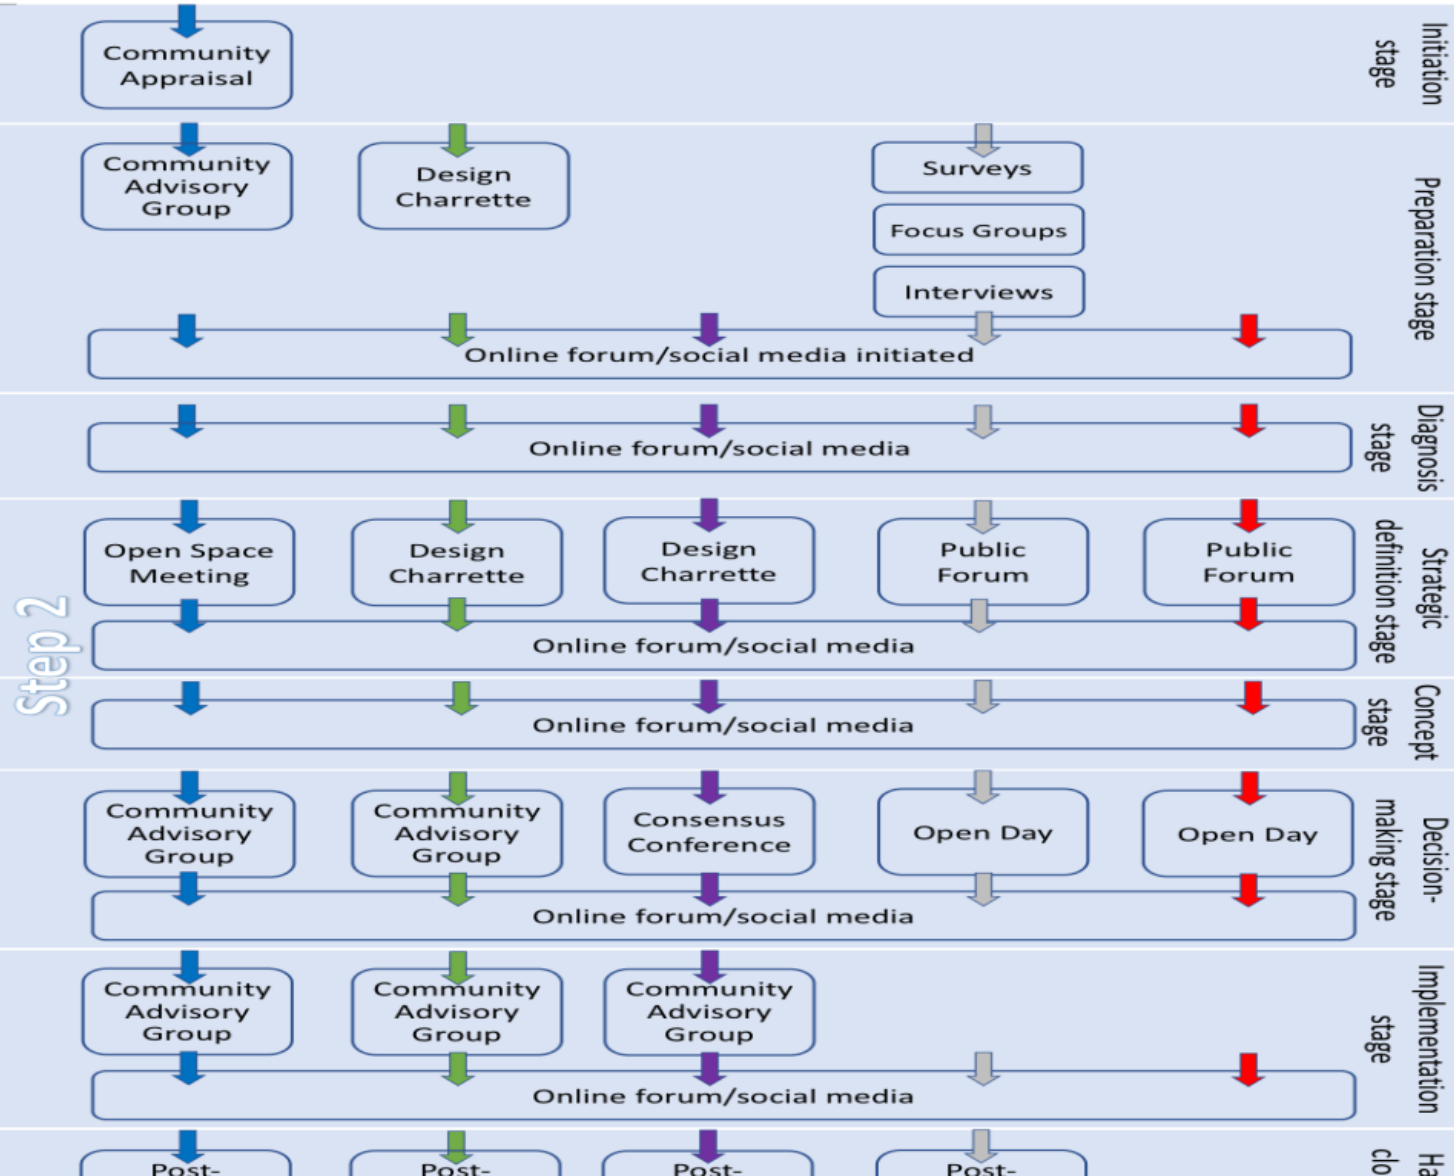 Initiation
stage
Community
Appraisal
Preparation stage
Community
Advisory
Group
Design
Charrette
Surveys
Focus Groups
Interviews
Online forum/social media initiated
Diagnosis
stage
Online forum/social media
Strategic
definition stage
Open Space
Meeting
Design
Charrette
Design
Charrette
Public
Forum
Public
Forum
Step 2
Online forum/social media
Concept
stage
Online forum/social media
Decision-
making stage
Community
Advisory
Group
Community
Advisory
Group
Consensus
Conference
Open Day
Open Day
Online forum/social media
Implementation
stage
Community
Advisory
Group
Community
Advisory
Group
Community
Advisory
Group
Online forum/social media
Ha
clo
Post-
Post-
Post-
Post-